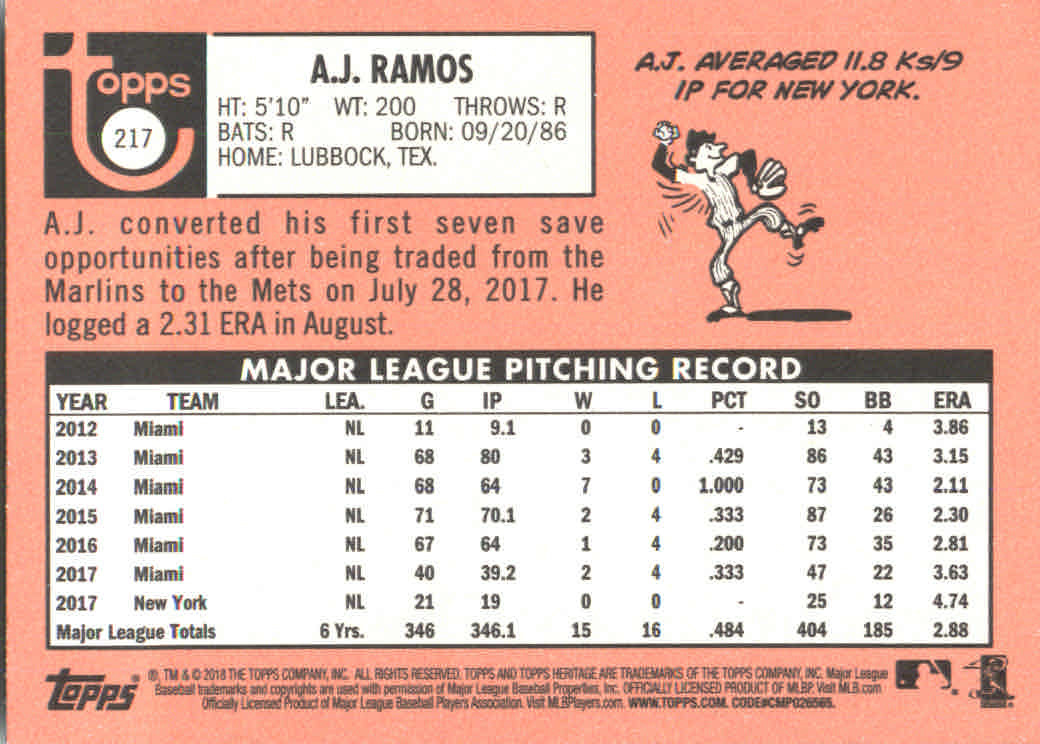 Topps
217
A.J. RAMOS
HT: 5'10" WT: 200 THROWS: R
BATS: R BORN: 09/20/86
HOME: LUBBOCK, TEX.
A.J. AVERAGED 11.8 Ks/9
IP FOR NEW YORK.
A.J. converted his first seven save
opportunities after being traded from the
Marlins to the Mets on July 28, 2017. He
logged a 2.31 ERA in August.
MAJOR LEAGUE PITCHING RECORD
YEAR TEAM LEA. G IP W L PCT SO BB ERA
2012 Miami NL 11 9.1 0 0 - 13 4 3.86
2013 Miami NL 68 80 3 4 .429 86 43 3.15
2014 Miami NL 68 64 7 0 1.000 73 43 2.11
2015 Miami NL 71 70.1 2 4 .333 87 26 2.30
2016 Miami NL 67 64 1 4 .200 73 35 2.81
2017 Miami NL 40 39.2 2 4 .333 47 22 3.63
2017 New York NL 21 19 0 0 - 25 12 4.74
Major League Totals 6 Yrs. 346 346.1 15 16 .484 404 185 2.88
Topps
®, TM & © 2018 THE TOPPS COMPANY, INC. ALL RIGHTS RESERVED. TOPPS AND TOPPS HERITAGE ARE TRADEMARKS OF THE TOPPS COMPANY, INC. Major League
Baseball trademarks and copyrights are used with permission of Major League Baseball Properties, Inc. OFFICIALLY LICENSED PRODUCT OF MLBP. Visit MLB.com
Officially Licensed Product of Major League Baseball Players Association. Visit MLBPlayers.com. WWW.TOPPS.COM. CODE#CMP026565.